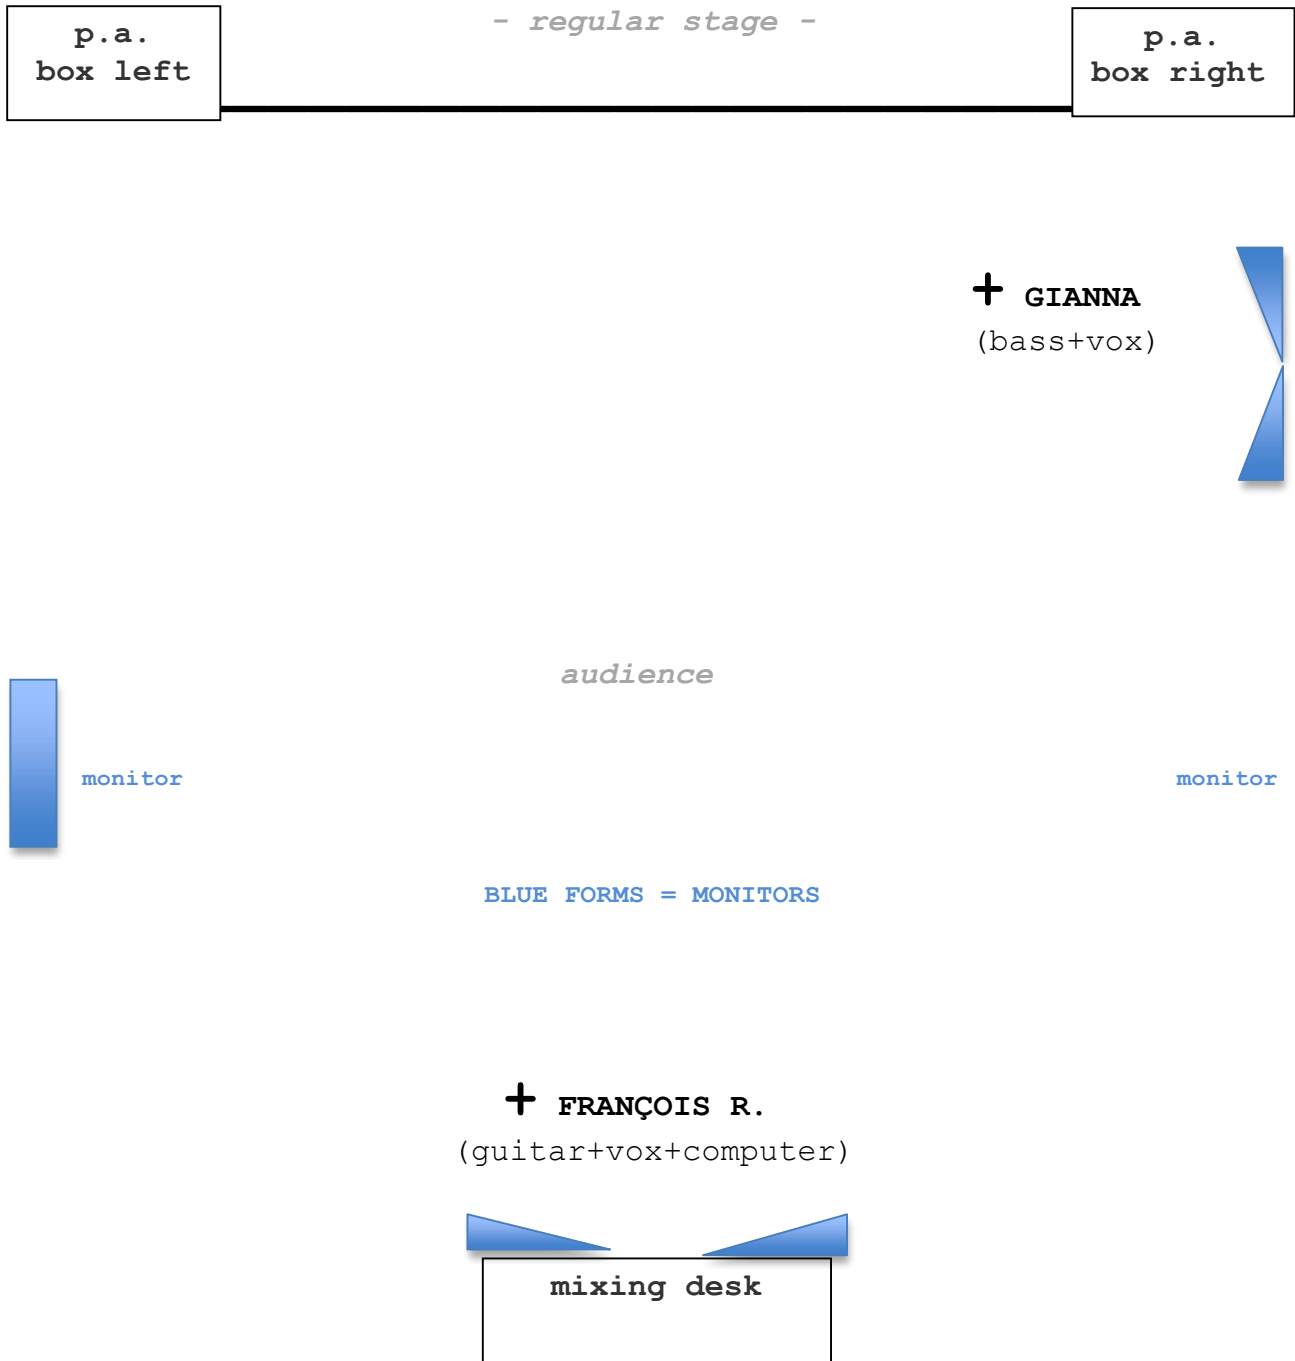 - regular stage -
p.a.
box left
p.a.
box right
+ GIANNA
(bass+vox)
audience
monitor
monitor
BLUE FORMS = MONITORS
+ FRANÇOIS R.
(guitar+vox+computer)
mixing desk